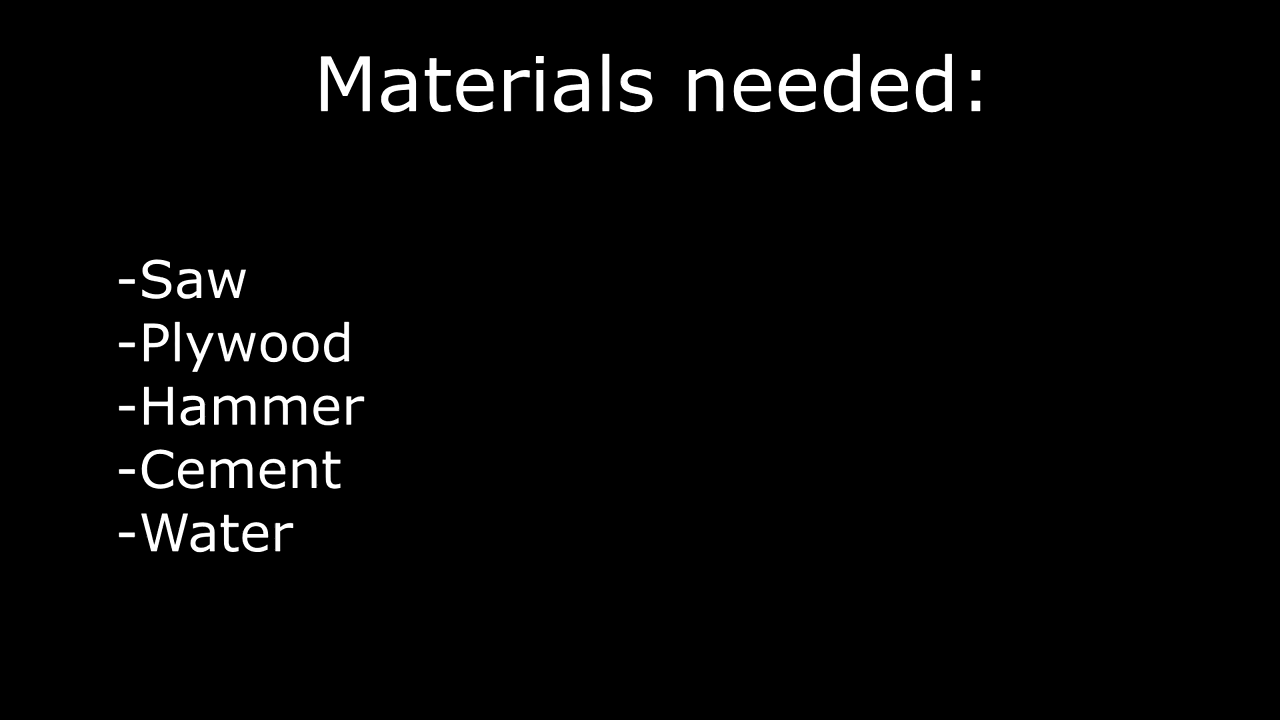 Materials needed:
-Saw
-Plywood
-Hammer
-Cement
-Water